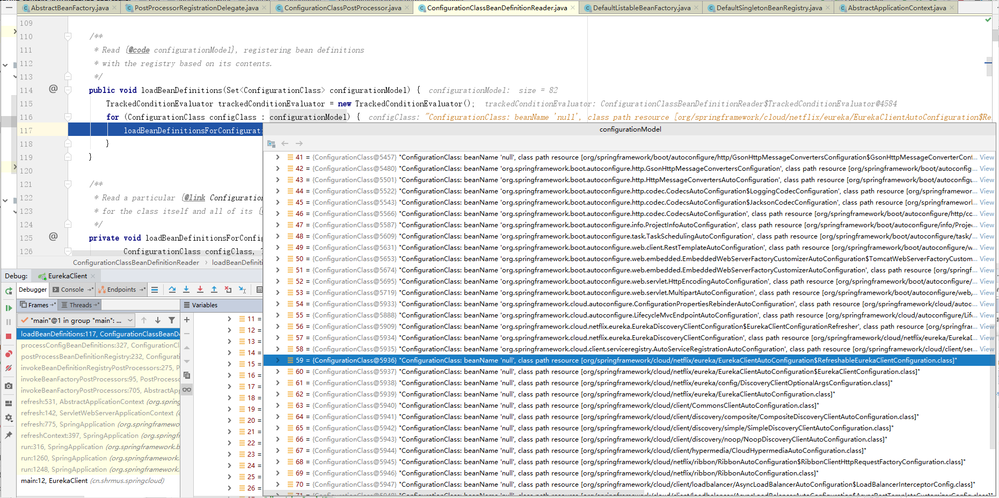 AbstractBeanFactory.java
PostProcessorRegistrationDelegate.java
ConfigurationClassPostProcessor.java
ConfigurationClassBeanDefinitionReader.java
DefaultListableBeanFactory.java
DefaultSingletonBeanRegistry.java
AbstractApplicationContext.java
109
110 /**
111 * Read {@code configurationModel}, registering bean definitions
112 * with the registry based on its contents.
113 */
114 public void loadBeanDefinitions(Set<ConfigurationClass> configurationModel) { configurationModel: size = 82
115 TrackedConditionEvaluator trackedConditionEvaluator = new TrackedConditionEvaluator(); trackedConditionEvaluator: ConfigurationClassBeanDefinitionReader$TrackedConditionEvaluator@4584
116 for (ConfigurationClass configClass : configurationModel) { configClass: "ConfigurationClass: beanName 'null', class path resource [org/springframework/cloud/netflix/eureka/EurekaClientAutoConfiguration$Re
117 loadBeanDefinitionsForConfigurati
118 }
119 }
120
121 /**
122 * Read a particular {@link Configuration
123 * for the class itself and all of its {
124 */
125 private void loadBeanDefinitionsForConfig
126 ConfigurationClass configClass, T
ConfigurationClassBeanDefinitionReader › loadBeanDefiniti
configurationModel
41 = {ConfigurationClass@5457} "ConfigurationClass: beanName 'null', class path resource [org/springframework/boot/autoconfigure/http/GsonHttpMessageConvertersConfiguration$GsonHttpMessageConverterConf... View
42 = {ConfigurationClass@5480} "ConfigurationClass: beanName 'org.springframework.boot.autoconfigure.http.GsonHttpMessageConvertersConfiguration', class path resource [org/springframework/boot/autoconfig... View
43 = {ConfigurationClass@5501} "ConfigurationClass: beanName 'org.springframework.boot.autoconfigure.http.HttpMessageConvertersAutoConfiguration', class path resource [org/springframework/boot/autoconfigu... View
44 = {ConfigurationClass@5522} "ConfigurationClass: beanName 'org.springframework.boot.autoconfigure.http.codec.CodecsAutoConfiguration$LoggingCodecConfiguration', class path resource [org/springframewor... View
45 = {ConfigurationClass@5543} "ConfigurationClass: beanName 'org.springframework.boot.autoconfigure.http.codec.CodecsAutoConfiguration$JacksonCodecConfiguration', class path resource [org/springframework/... View
46 = {ConfigurationClass@5566} "ConfigurationClass: beanName 'org.springframework.boot.autoconfigure.http.codec.CodecsAutoConfiguration', class path resource [org/springframework/boot/autoconfigure/http/cc... View
47 = {ConfigurationClass@5587} "ConfigurationClass: beanName 'org.springframework.boot.autoconfigure.info.ProjectInfoAutoConfiguration', class path resource [org/springframework/boot/autoconfigure/info/Proje... View
48 = {ConfigurationClass@5609} "ConfigurationClass: beanName 'org.springframework.boot.autoconfigure.task.TaskSchedulingAutoConfiguration', class path resource [org/springframework/boot/autoconfigure/task/... View
49 = {ConfigurationClass@5631} "ConfigurationClass: beanName 'org.springframework.boot.autoconfigure.web.client.RestTemplateAutoConfiguration', class path resource [org/springframework/boot/autoconfigure/w... View
50 = {ConfigurationClass@5653} "ConfigurationClass: beanName 'org.springframework.boot.autoconfigure.web.embedded.EmbeddedWebServerFactoryCustomizerAutoConfiguration$TomcatWebServerFactoryCustom... View
51 = {ConfigurationClass@5674} "ConfigurationClass: beanName 'org.springframework.boot.autoconfigure.web.embedded.EmbeddedWebServerFactoryCustomizerAutoConfiguration', class path resource [org/springf... View
52 = {ConfigurationClass@5695} "ConfigurationClass: beanName 'org.springframework.boot.autoconfigure.web.servlet.HttpEncodingAutoConfiguration', class path resource [org/springframework/boot/autoconfigure/... View
53 = {ConfigurationClass@5719} "ConfigurationClass: beanName 'org.springframework.boot.autoconfigure.web.servlet.MultipartAutoConfiguration', class path resource [org/springframework/boot/autoconfigure/web,... View
54 = {ConfigurationClass@5933} "ConfigurationClass: beanName 'org.springframework.cloud.autoconfigure.ConfigurationPropertiesRebinderAutoConfiguration', class path resource [org/springframework/cloud/autoc... View
55 = {ConfigurationClass@5888} "ConfigurationClass: beanName 'org.springframework.cloud.autoconfigure.LifecycleMvcEndpointAutoConfiguration', class path resource [org/springframework/cloud/autoconfigure/Lif... View
56 = {ConfigurationClass@5909} "ConfigurationClass: beanName 'org.springframework.cloud.netflix.eureka.EurekaDiscoveryClientConfiguration$EurekaClientConfigurationRefresher', class path resource [org/springfra... View
57 = {ConfigurationClass@5934} "ConfigurationClass: beanName 'org.springframework.cloud.netflix.eureka.EurekaDiscoveryClientConfiguration', class path resource [org/springframework/cloud/netflix/eureka/Eureka[... View
58 = {ConfigurationClass@5935} "ConfigurationClass: beanName 'org.springframework.cloud.client.serviceregistry.AutoServiceRegistrationAutoConfiguration', class path resource [org/springframework/cloud/client/ser... View
59 = {ConfigurationClass@5936} "ConfigurationClass: beanName 'null', class path resource [org/springframework/cloud/netflix/eureka/EurekaClientAutoConfiguration$RefreshableEurekaClientConfiguration.class]"
60 = {ConfigurationClass@5937} "ConfigurationClass: beanName 'null', class path resource [org/springframework/cloud/netflix/eureka/EurekaClientAutoConfiguration$EurekaClientConfiguration.class]"
61 = {ConfigurationClass@5938} "ConfigurationClass: beanName 'null', class path resource [org/springframework/cloud/netflix/eureka/config/DiscoveryClientOptionalArgsConfiguration.class]"
62 = {ConfigurationClass@5939} "ConfigurationClass: beanName 'null', class path resource [org/springframework/cloud/netflix/eureka/EurekaClientAutoConfiguration.class]"
63 = {ConfigurationClass@5940} "ConfigurationClass: beanName 'null', class path resource [org/springframework/cloud/client/CommonsClientAutoConfiguration.class]"
64 = {ConfigurationClass@5941} "ConfigurationClass: beanName 'null', class path resource [org/springframework/cloud/client/discovery/composite/CompositeDiscoveryClientAutoConfiguration.class]"
65 = {ConfigurationClass@5942} "ConfigurationClass: beanName 'null', class path resource [org/springframework/cloud/client/discovery/simple/SimpleDiscoveryClientAutoConfiguration.class]"
66 = {ConfigurationClass@5943} "ConfigurationClass: beanName 'null', class path resource [org/springframework/cloud/client/discovery/noop/NoopDiscoveryClientAutoConfiguration.class]"
67 = {ConfigurationClass@5944} "ConfigurationClass: beanName 'null', class path resource [org/springframework/cloud/client/hypermedia/CloudHypermediaAutoConfiguration.class]"
68 = {ConfigurationClass@5945} "ConfigurationClass: beanName 'null', class path resource [org/springframework/cloud/netflix/ribbon/RibbonAutoConfiguration$RibbonClientHttpRequestFactoryConfiguration.class]"
69 = {ConfigurationClass@5946} "ConfigurationClass: beanName 'null', class path resource [org/springframework/cloud/netflix/ribbon/RibbonAutoConfiguration.class]"
70 = {ConfigurationClass@5947} "ConfigurationClass: beanName 'null', class path resource [org/springframework/cloud/client/loadbalancer/AsyncLoadBalancerAutoConfiguration$LoadBalancerInterceptorConfig.class]"
Debug: EurekaClient
Debugger Console Endpoints
Frames Threads
"main"@1 in group "main": ...
loadBeanDefinitions:117, ConfigurationClassBeanD
processConfigBeanDefinitions:327, ConfigurationCl
postProcessBeanDefinitionRegistry:232, Configurati
invokeBeanDefinitionRegistryPostProcessors:275, P
invokeBeanFactoryPostProcessors:95, PostProcesso
invokeBeanFactoryPostProcessors:705, AbstractApp
refresh:531, AbstractApplicationContext (org.spring
refresh:142, ServletWebServerApplicationContext (
refresh:775, SpringApplication (org.springframework
refreshContext:397, SpringApplication (org.springfr
run:316, SpringApplication (org.springframework.b
run:1260, SpringApplication (org.springframework.
run:1248, SpringApplication (org.springframework.
main:12, EurekaClient (cn.shrmus.springcloud)
Variables
11 =
12 =
13 =
14 =
15 =
16 =
17 =
18 =
19 =
20 =
21 =
22 =
23 =
24 =
25 =
26 =